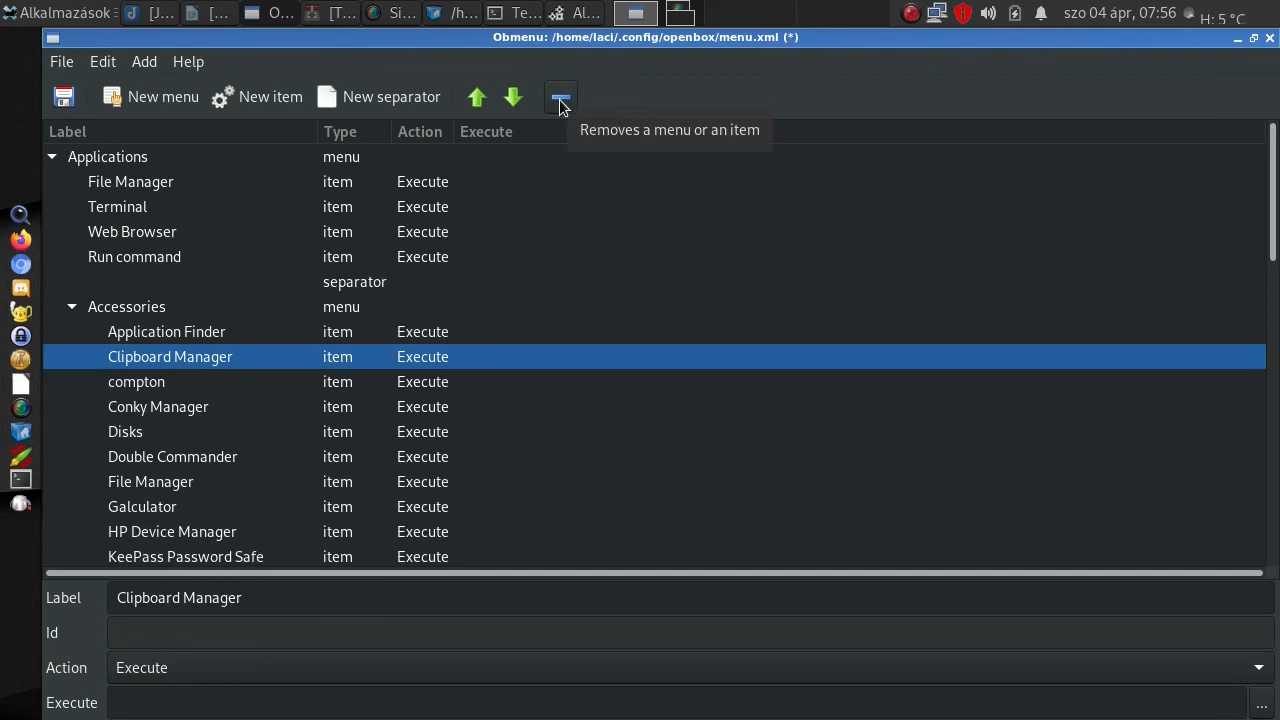 Alkalmazások [J... [... O... [T... Si... /h... Te... Al... szo 04 ápr, 07:56 H: 5 °C
Obmenu: /home/laci/.config/openbox/menu.xml (*)
File Edit Add Help
New menu New item New separator
Removes a menu or an item
Label Type Action Execute
Applications menu
File Manager item Execute
Terminal item Execute
Web Browser item Execute
Run command item Execute
separator
Accessories menu
Application Finder item Execute
Clipboard Manager item Execute
compton item Execute
Conky Manager item Execute
Disks item Execute
Double Commander item Execute
File Manager item Execute
Galculator item Execute
HP Device Manager item Execute
KeePass Password Safe item Execute
Label Clipboard Manager
Id
Action Execute
Execute ...